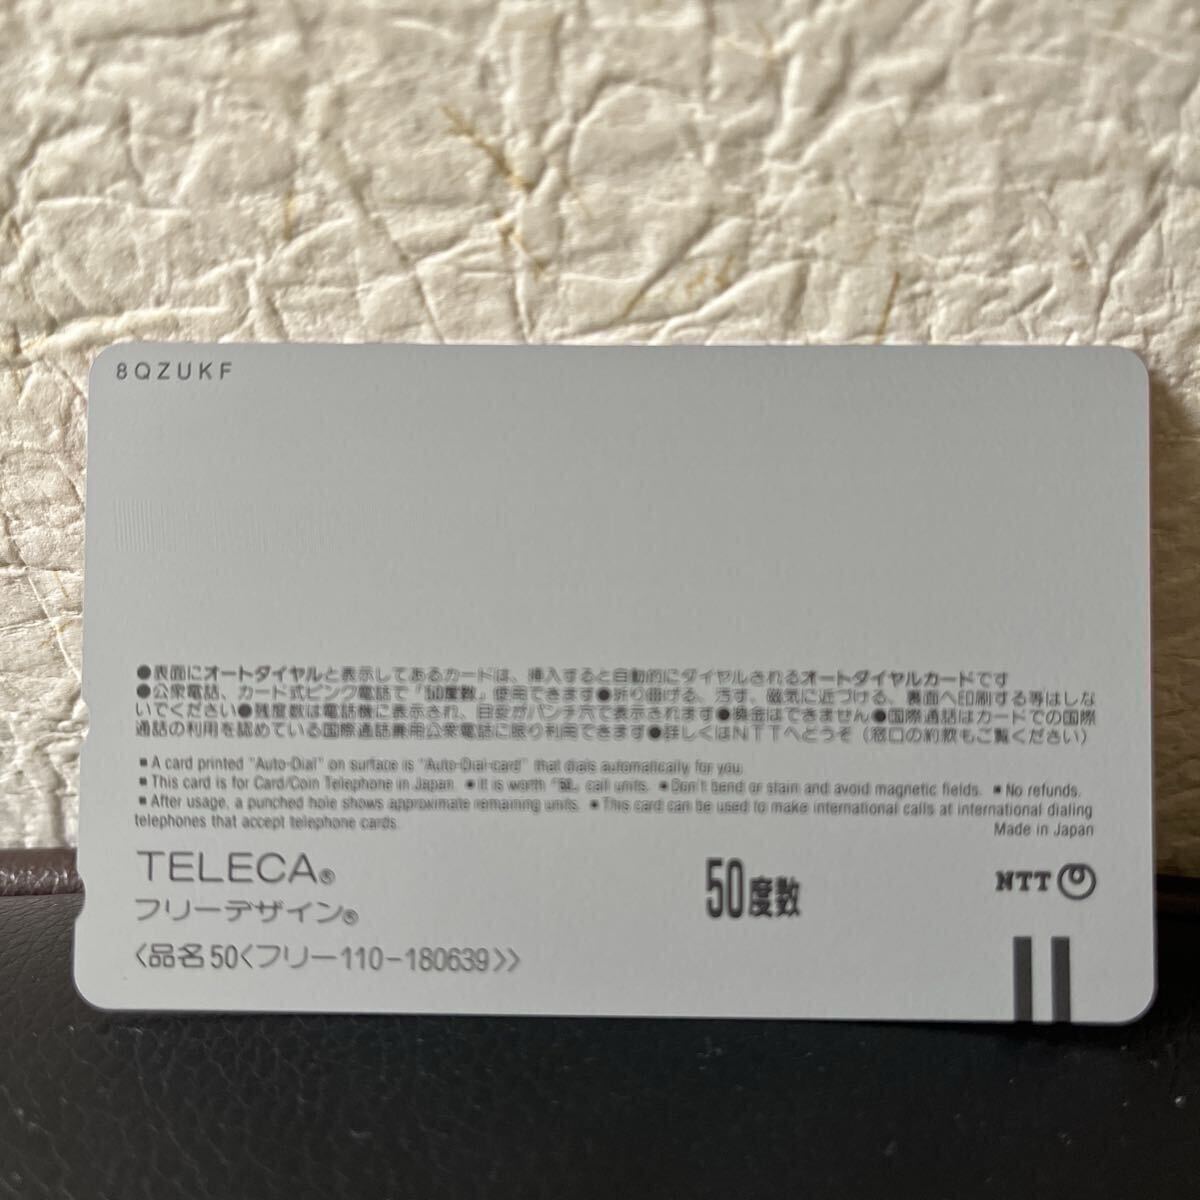 8QZUKF
●表面にオートダイヤルと表示してあるカードは、挿入すると自動的にダイヤルされるオートダイヤルカードです
●公衆電話、カード式ピンク電話で「50度数」使用できます●折り曲げる、汚す、磁気に近づける、裏面へ印刷する等はしな
いでください●残度数は電話機に表示され、目安がパンチ穴で表示されます●換金はできません●国際通話はカードでの国際
通話の利用を認めている国際通話兼用公衆電話に限り利用できます●詳しくはNTTへどうぞ（窓口の約款もご覧ください）
■A card printed "Auto-Dial" on surface is "Auto-Dial-card" that dials automatically for you.
■This card is for Card/Coin Telephone in Japan. ■It is worth「50」call units. ■Don't bend or stain and avoid magnetic fields. ■No refunds.
■After usage, a punched hole shows approximate remaining units. ■This card can be used to make international calls at international dialing
telephones that accept telephone cards.
Made in Japan
TELECA®
フリーデザイン®
50度数
NTT
〈品名50〈フリー110-180639〉〉